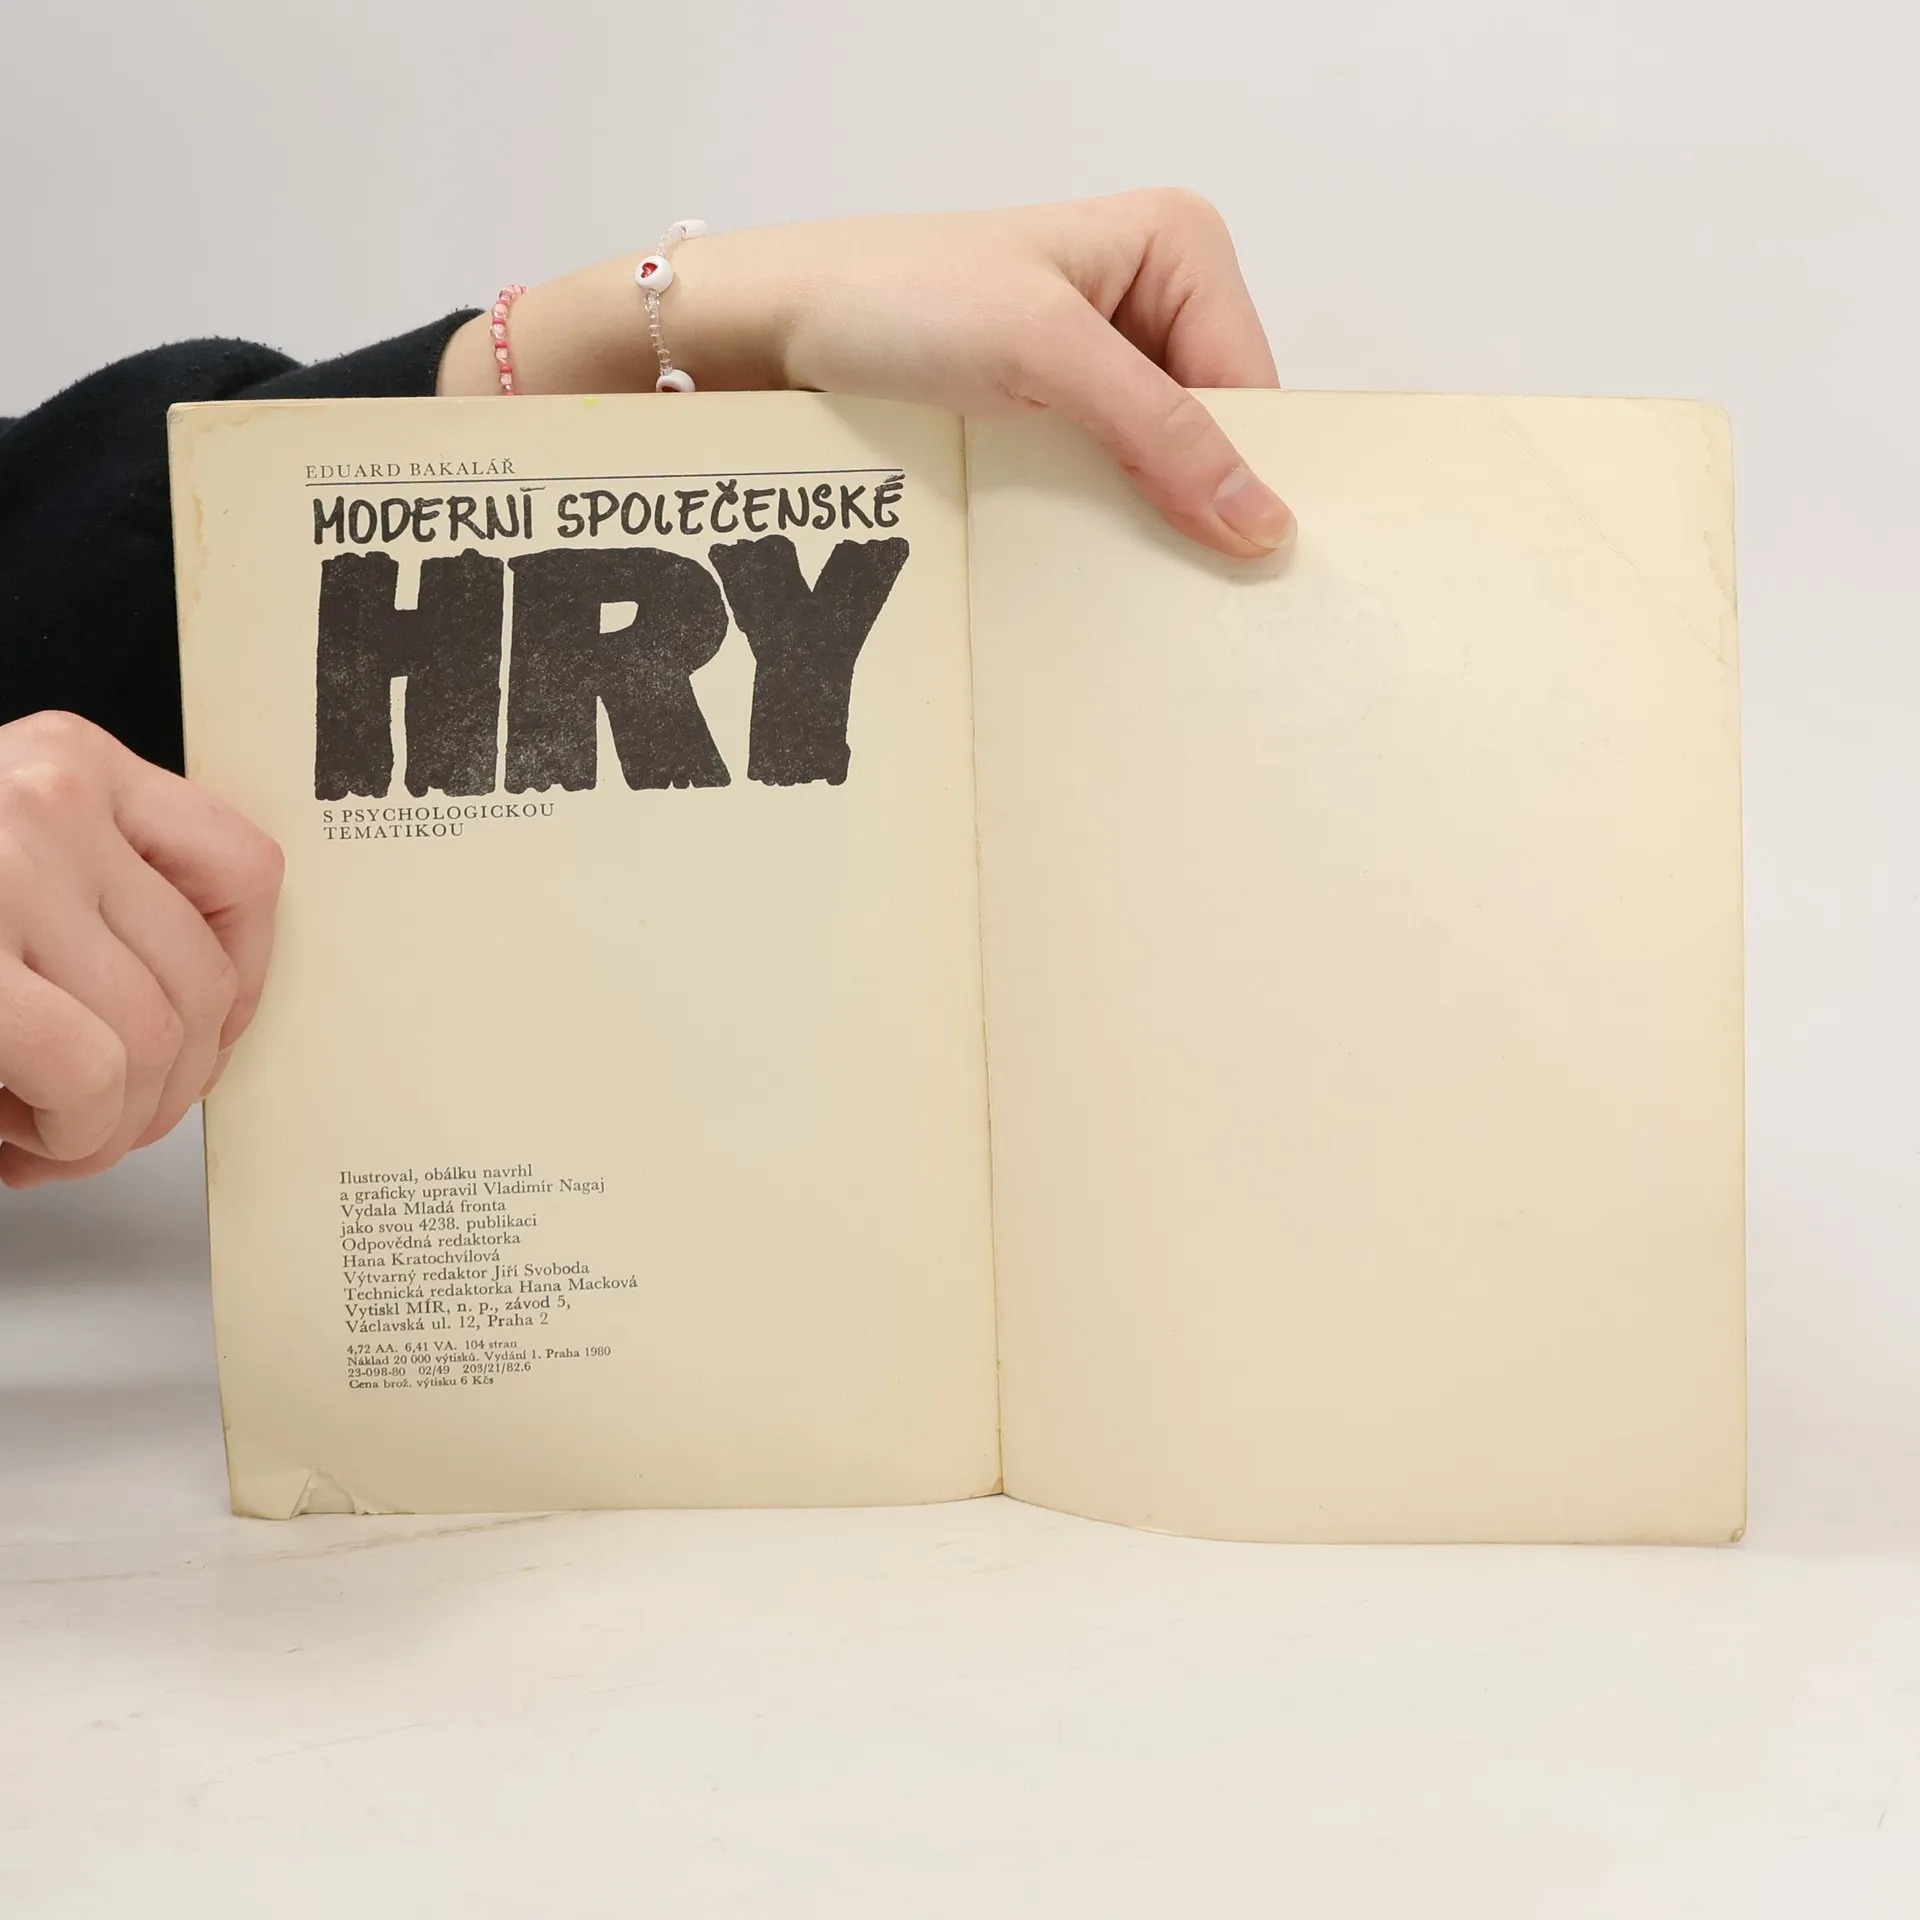 EDUARD BAKALÁŘ
MODERNÍ SPOLEČENSKÉ
HRY
S PSYCHOLOGICKOU
TEMATIKOU
Ilustroval, obálku navrhl
a graficky upravil Vladimír Nagaj
Vydala Mladá fronta
jako svou 4238. publikaci
Odpovědná redaktorka
Hana Kratochvílová
Výtvarný redaktor Jiří Svoboda
Technická redaktorka Hana Macková
Vytiskl MÍR, n. p., závod 5,
Václavská ul. 12, Praha 2
4,72 AA. 6,41 VA. 104 stran
Náklad 20 000 výtisků. Vydání 1. Praha 1980
23-098-80 02/49 203/21/82.6
Cena brož. výtisku 6 Kčs